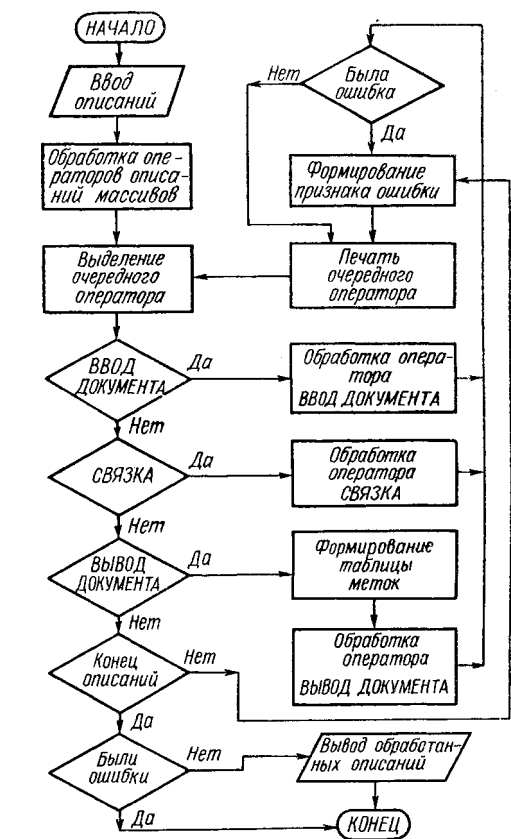 НАЧАЛО
Ввод
описаний
Обработка опе-
раторов описа-
ний массивов
Выделение
очередного
оператора
Была
ошибка
Нет
Да
Формирование
признака ошибки
Печать
очередного
оператора
ВВОД
ДОКУМЕНТА
Да
Нет
Обработка опера-
тора
ВВОД ДОКУМЕНТА
СВЯЗКА
Да
Нет
Обработка
оператора
СВЯЗКА
ВЫВОД
ДОКУМЕНТА
Да
Нет
Формирование
таблицы
меток
Обработка
оператора
ВЫВОД ДОКУМЕНТА
Конец
описаний
Нет
Да
Были
ошибки
Нет
Да
Вывод обработан-
ных описаний
КОНЕЦ